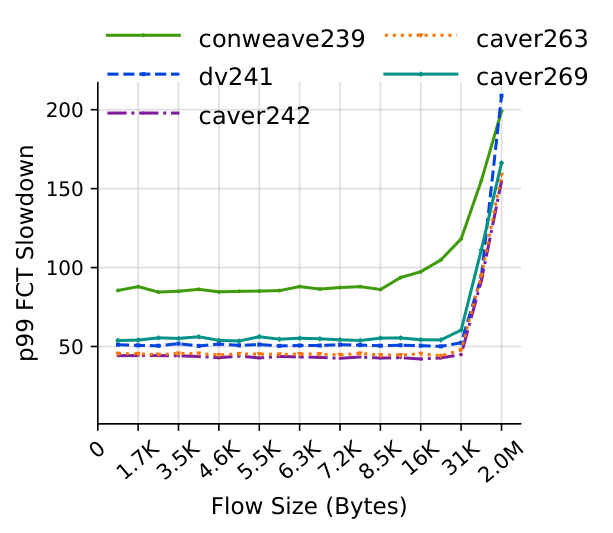 conweave239 caver263
dv241 caver269
caver242
200
150
100
50
p99 FCT Slowdown
0 1.7K 3.5K 4.6K 5.5K 6.3K 7.2K 8.5K 16K 31K 2.0M
Flow Size (Bytes)